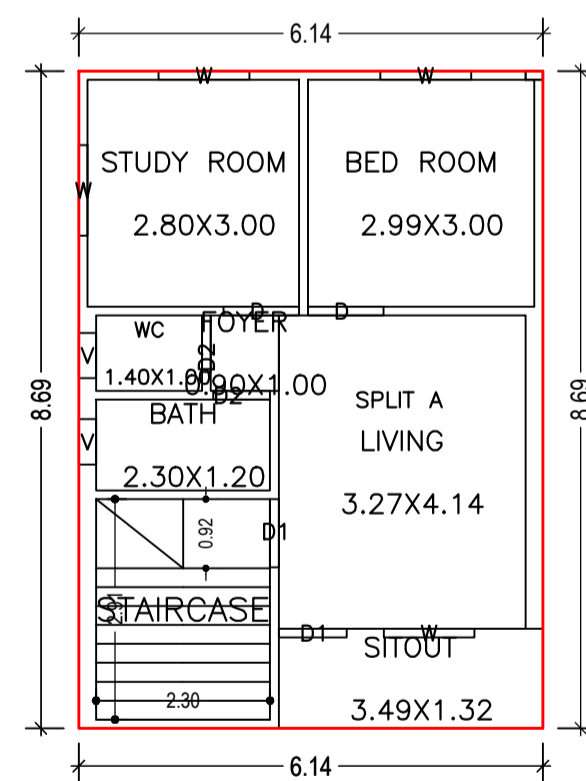 6.14
W
W
STUDY ROOM
BED ROOM
W
2.80X3.00
2.99X3.00
D
D
FOYER
WC
V
D2
1.40X1.00
0.90X1.00
D2
SPLIT A
8.69
8.69
BATH
LIVING
V
2.30X1.20
3.27X4.14
0.92
D1
STAIRCASE
2.91
D1
W
SITOUT
2.30
3.49X1.32
6.14